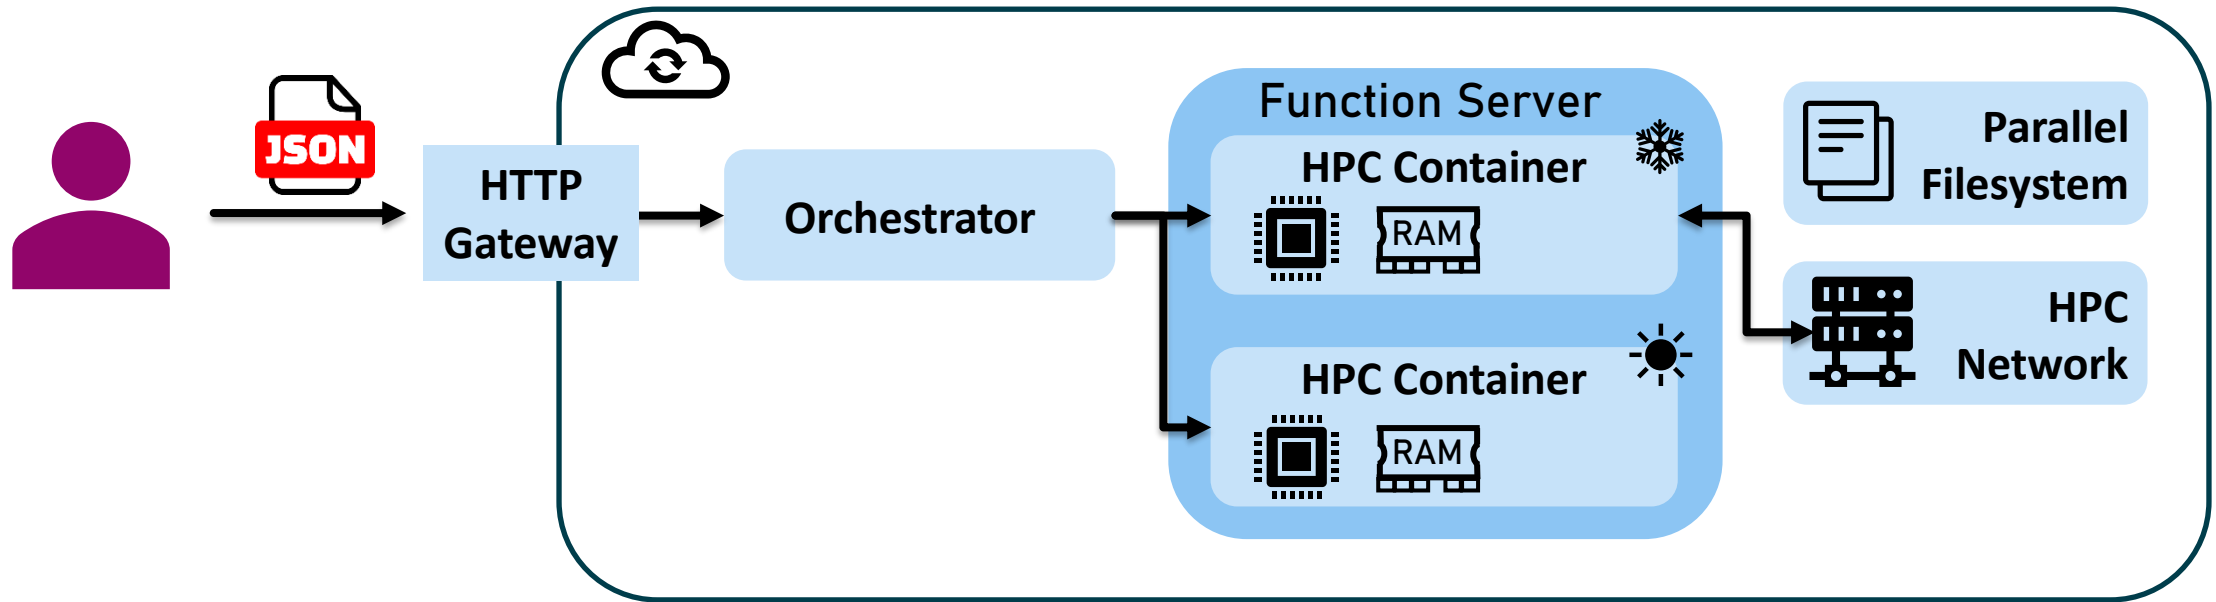 JSON
HTTP
Gateway
Orchestrator
Function Server
HPC Container
RAM
HPC Container
RAM
Parallel
Filesystem
HPC
Network